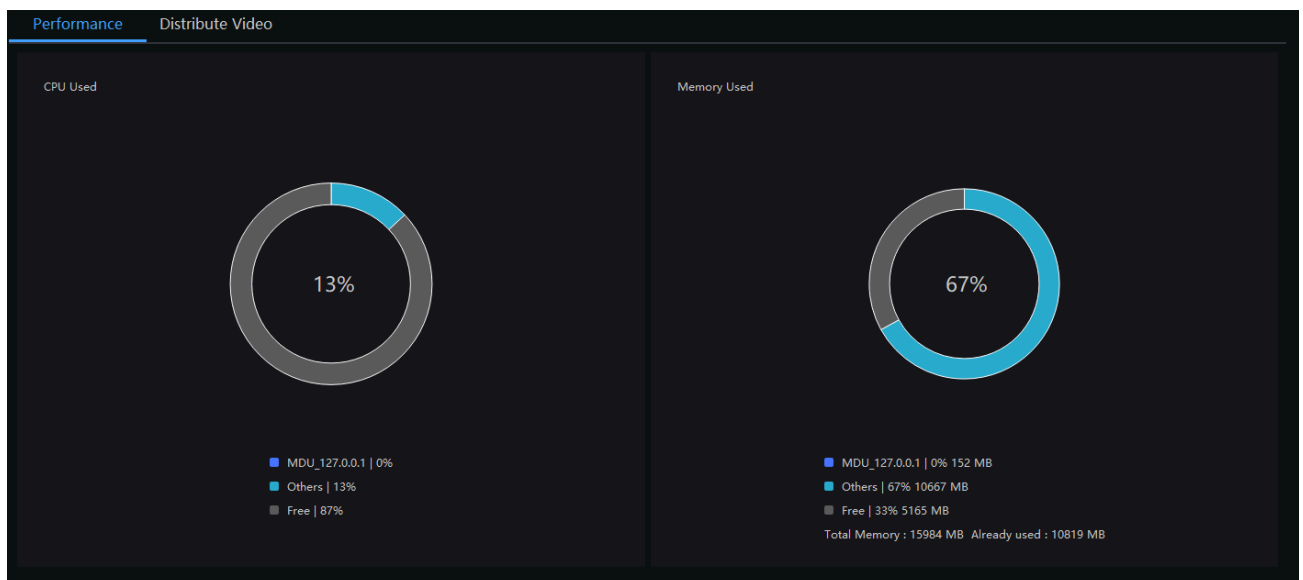 Performance Distribute Video
CPU Used
13%
MDU_127.0.0.1 | 0%
Others | 13%
Free | 87%
Memory Used
67%
MDU_127.0.0.1 | 0% 152 MB
Others | 67% 10667 MB
Free | 33% 5165 MB
Total Memory : 15984 MB Already used : 10819 MB